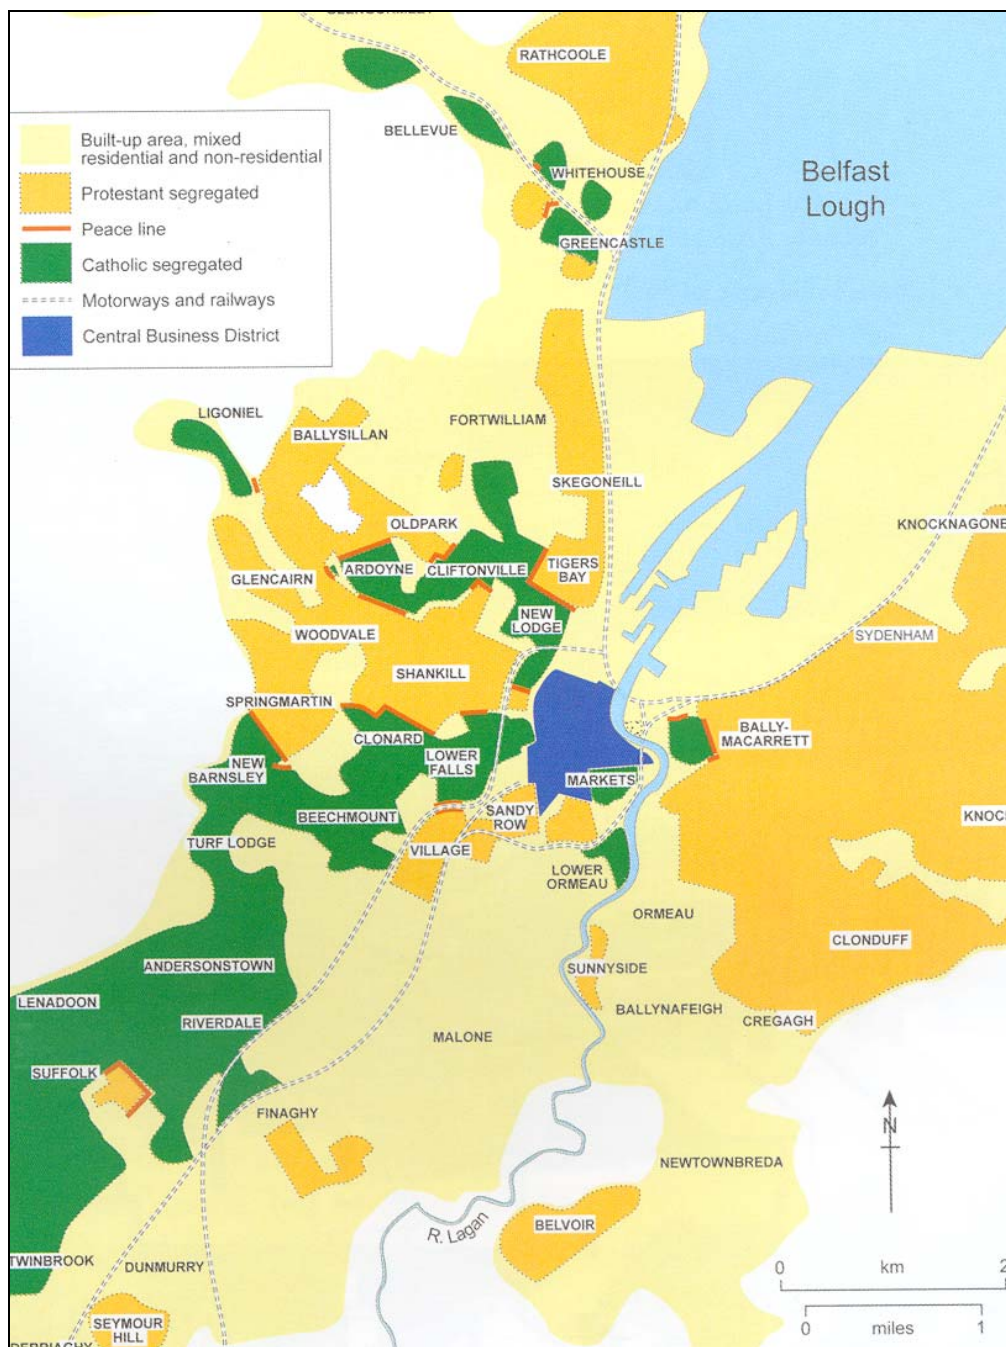 RATHCOOLE
BELLEVUE
WHITEHOUSE
GREENCASTLE
Belfast
Lough
Built-up area, mixed
residential and non-residential
Protestant segregated
Peace line
Catholic segregated
Motorways and railways
Central Business District
LIGONIEL
BALLYSILLAN
FORTWILLIAM
SKEGONEILL
OLDPARK
KNOCKNAGONE
GLENCAIRN
ARDOYNE
CLIFTONVILLE
TIGERS
BAY
NEW
LODGE
WOODVALE
SYDENHAM
SHANKILL
SPRINGMARTIN
CLONARD
BALLY-
MACARRETT
LOWER
FALLS
NEW
BARNSLEY
MARKETS
BEECHMOUNT
SANDY
ROW
KNOCK
TURF LODGE
VILLAGE
LOWER
ORMEAU
ORMEAU
CLONDUFF
ANDERSONSTOWN
SUNNYSIDE
LENADOON
RIVERDALE
BALLYNAFEIGH
CREGAGH
MALONE
SUFFOLK
FINAGHY
N
NEWTOWNBREDA
R. Lagan
BELVOIR
TWINBROOK
DUNMURRY
0 km 2
SEYMOUR
HILL
0 miles 1